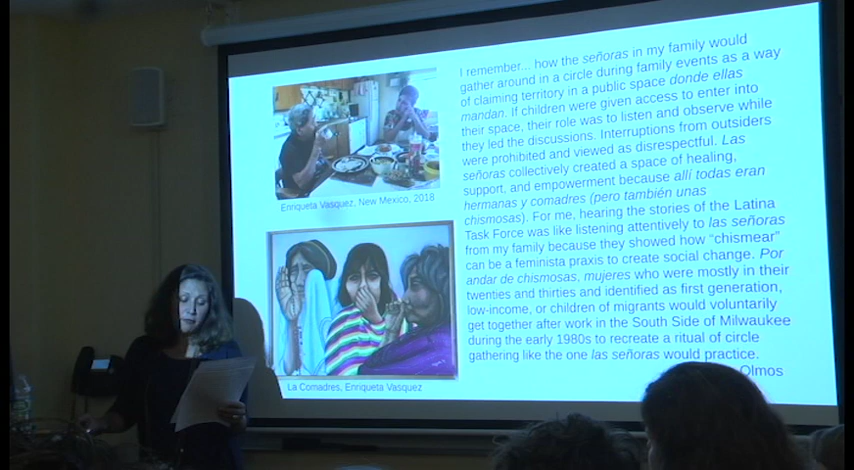 Enriqueta Vasquez, New Mexico, 2018
La Comadres, Enriqueta Vasquez
I remember... how the señoras in my family would
gather around in a circle during family events as a way
of claiming territory in a public space donde ellas
mandan. If children were given access to enter into
their space, their role was to listen and observe while
they led the discussions. Interruptions from outsiders
were prohibited and viewed as disrespectful. Las
señoras collectively created a space of healing,
support, and empowerment because allí todas eran
hermanas y comadres (pero también unas
chismosas). For me, hearing the stories of the Latina
Task Force was like listening attentively to las señoras
from my family because they showed how “chismear”
can be a feminist praxis to create social change. Por
andar de chismosas, mujeres who were mostly in their
twenties and thirties and identified as first generation,
low-income, or children of migrants would voluntarily
get together after work in the South Side of Milwaukee
during the early 1980s to recreate a ritual of circle
gathering like the one las señoras would practice.
Olmos